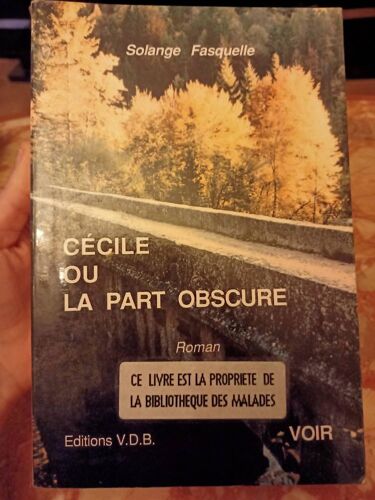 Solange Fasquelle
CÉCILE
OU
LA PART OBSCURE
Roman
CE LIVRE EST LA PROPRIETE DE
LA BIBLIOTHEQUE DES MALADES
Editions V.D.B.
VOIR